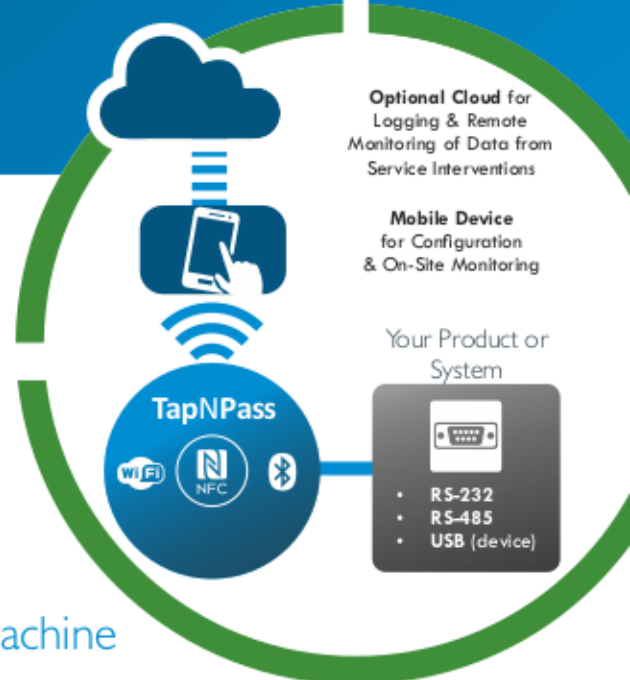 Optional Cloud for
Logging & Remote
Monitoring of Data from
Service Interventions
Mobile Device
for Configuration
& On-Site Monitoring
Your Product or
System
TapNPass
WiFi
NFC
• RS-232
• RS-485
• USB (device)
achine